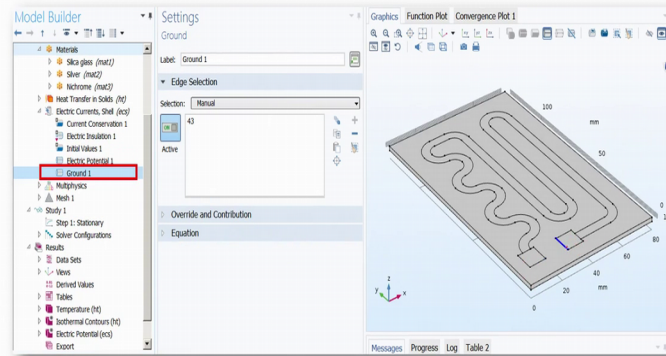 Model Builder
Materials
Silica glass (mat1)
Silver (mat2)
Nichrome (mat3)
Heat Transfer in Solids (ht)
Electric Currents, Shell (ecs)
Current Conservation 1
Electric Insulation 1
Initial Values 1
Electric Potential 1
Ground 1
Multiphysics
Mesh 1
Study 1
Step 1: Stationary
Solver Configurations
Results
Data Sets
Views
Derived Values
Tables
Temperature (ht)
Isothermal Contours (ht)
Electric Potential (ecs)
Export
Settings
Ground
Label: Ground 1
Edge Selection
Selection: Manual
43
Active
Override and Contribution
Equation
Graphics Function Plot Convergence Plot 1
100
mm
50
0
80
60
40
mm
20
0
z
y
x
Messages Progress Log Table 2